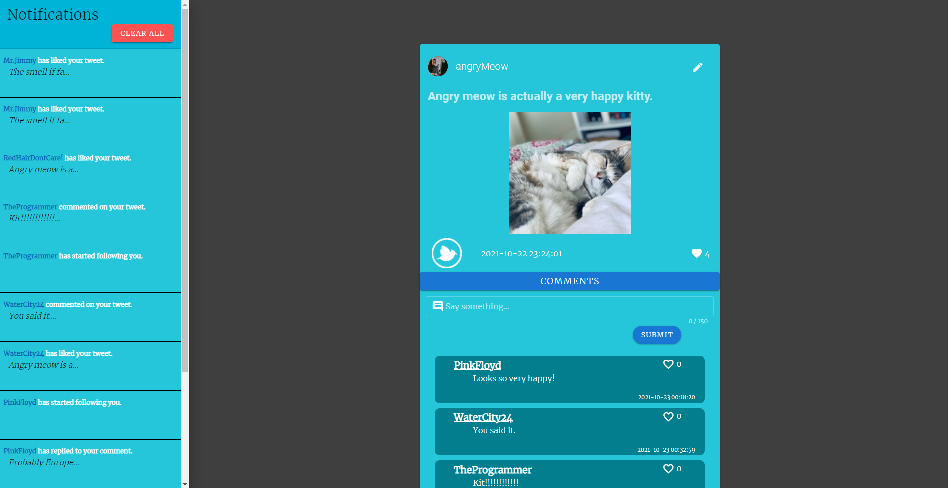 Notifications
CLEAR ALL
Mr.Jimmy has liked your tweet.
The smell if fa...
Mr.Jimmy has liked your tweet.
The smell if fa...
RedHairDontCare! has liked your tweet.
Angry meow is a...
TheProgrammer commented on your tweet.
Kit!!!!!!!!!!!!...
TheProgrammer has started following you.
WaterCity24 commented on your tweet.
You said it....
WaterCity24 has liked your tweet.
Angry meow is a...
PinkFloyd has started following you.
PinkFloyd has replied to your comment.
Probably Europe...
angryMeow
Angry meow is actually a very happy kitty.
2021-10-22 23:24:01
4
COMMENTS
Say something...
0 / 150
SUBMIT
PinkFloyd
0
Looks so very happy!
2021-10-23 00:18:20
WaterCity24
0
You said it.
2021-10-23 00:32:59
TheProgrammer
0
Kit!!!!!!!!!!!!